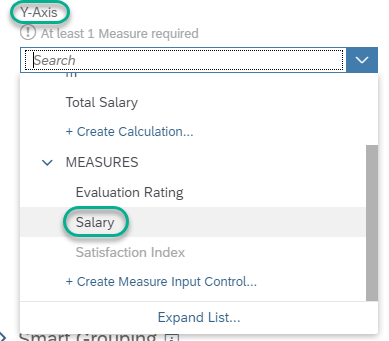 Y-Axis
At least 1 Measure required
Search
Total Salary
+ Create Calculation...
MEASURES
Evaluation Rating
Salary
Satisfaction Index
+ Create Measure Input Control...
Expand List...
Smart Grouping